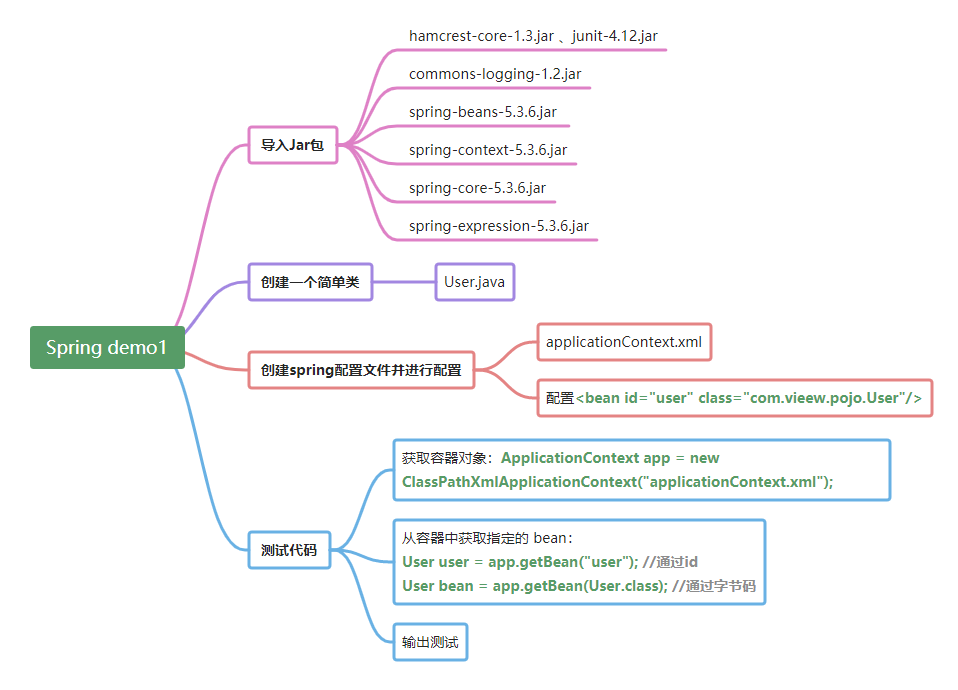 Spring demo1
导入Jar包
hamcrest-core-1.3.jar 、junit-4.12.jar
commons-logging-1.2.jar
spring-beans-5.3.6.jar
spring-context-5.3.6.jar
spring-core-5.3.6.jar
spring-expression-5.3.6.jar
创建一个简单类
User.java
创建spring配置文件并进行配置
applicationContext.xml
配置<bean id="user" class="com.vieew.pojo.User"/>
测试代码
获取容器对象：ApplicationContext app = new
ClassPathXmlApplicationContext("applicationContext.xml");
从容器中获取指定的 bean：
User user = app.getBean("user"); //通过id
User bean = app.getBean(User.class); //通过字节码
输出测试